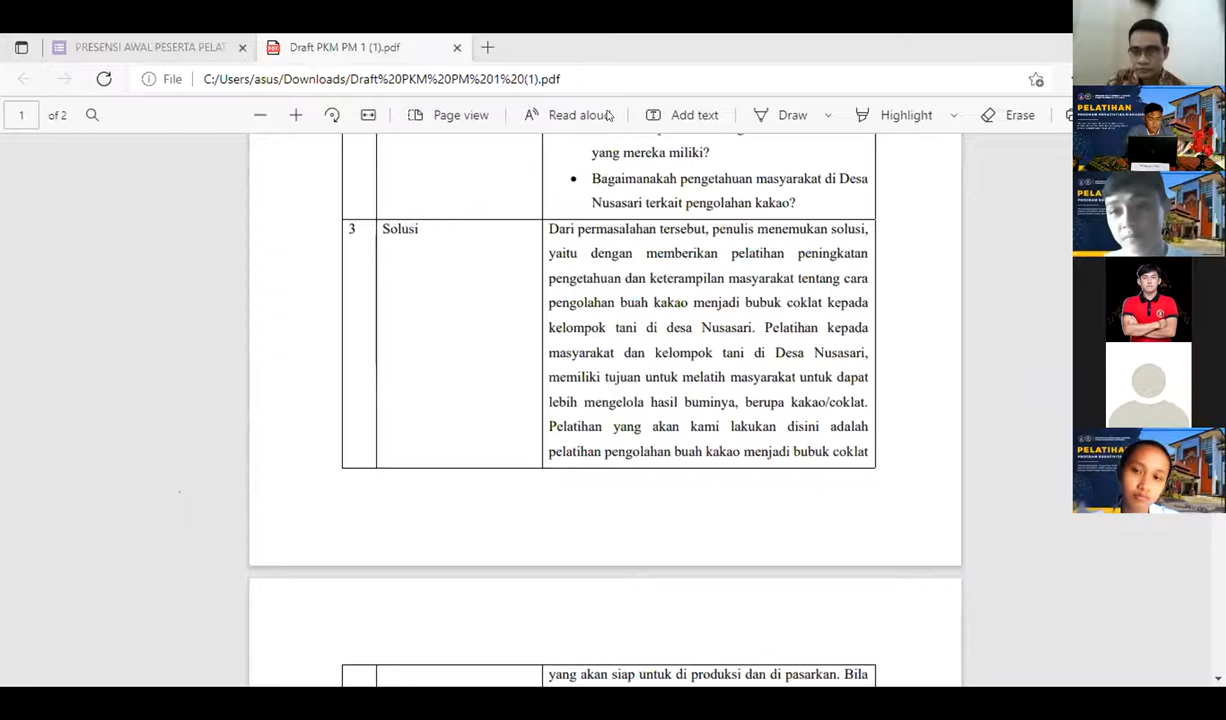 PRESENSI AWAL PESERTA PELAT
Draft PKM PM 1 (1).pdf
File
C:/Users/asus/Downloads/Draft%20PKM%20PM%201%20(1).pdf
1
of 2
Page view
Read aloud
Add text
Draw
Highlight
Erase
yang mereka miliki?
• Bagaimanakah pengetahuan masyarakat di Desa
Nusasari terkait pengolahan kakao?
3 Solusi Dari permasalahan tersebut, penulis menemukan solusi,
yaitu dengan memberikan pelatihan peningkatan
pengetahuan dan keterampilan masyarakat tentang cara
pengolahan buah kakao menjadi bubuk coklat kepada
kelompok tani di desa Nusasari. Pelatihan kepada
masyarakat dan kelompok tani di Desa Nusasari,
memiliki tujuan untuk melatih masyarakat untuk dapat
lebih mengelola hasil buminya, berupa kakao/coklat.
Pelatihan yang akan kami lakukan disini adalah
pelatihan pengolahan buah kakao menjadi bubuk coklat
yang akan siap untuk di produksi dan di pasarkan. Bila
PELATIHAN
PELA
PELATIHAN